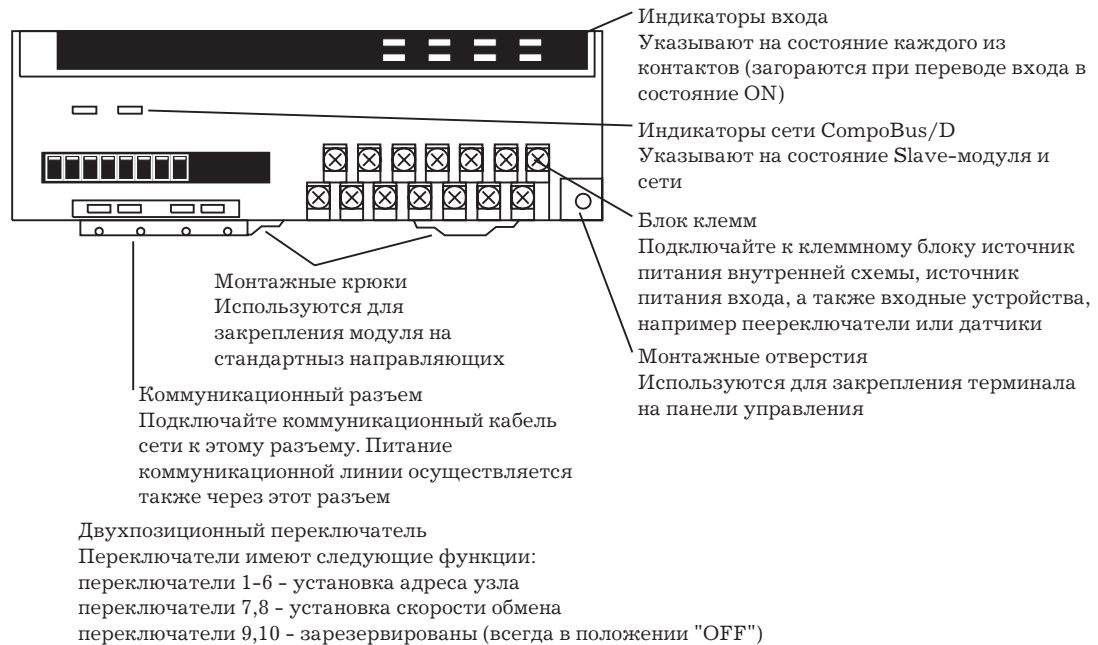 Индикаторы входа
Указывают на состояние каждого из
контактов (загораются при переводе входа в
состояние ON)
Индикаторы сети CompoBus/D
Указывают на состояние Slave-модуля и
сети
Блок клемм
Подключайте к клеммному блоку источник
питания внутренней схемы, источник
питания входа, а также входные устройства,
например пеереключатели или датчики
Монтажные отверстия
Используются для закрепления терминала
на панели управления
Монтажные крюки
Используются для
закрепления модуля на
стандартныз направляющих
Коммуникационный разъем
Подключайте коммуникационный кабель
сети к этому разъему. Питание
коммуникационной линии осуществляется
также через этот разъем
Двухпозиционный переключатель
Переключатели имеют следующие функции:
переключатели 1-6 - установка адреса узла
переключатели 7,8 - установка скорости обмена
переключатели 9,10 - зарезервированы (всегда в положении "OFF")